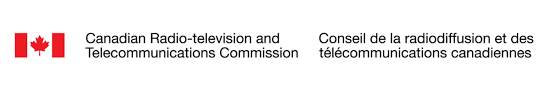 Canadian Radio-television and
Telecommunications Commission
Conseil de la radiodiffusion et des
télécommunications canadiennes